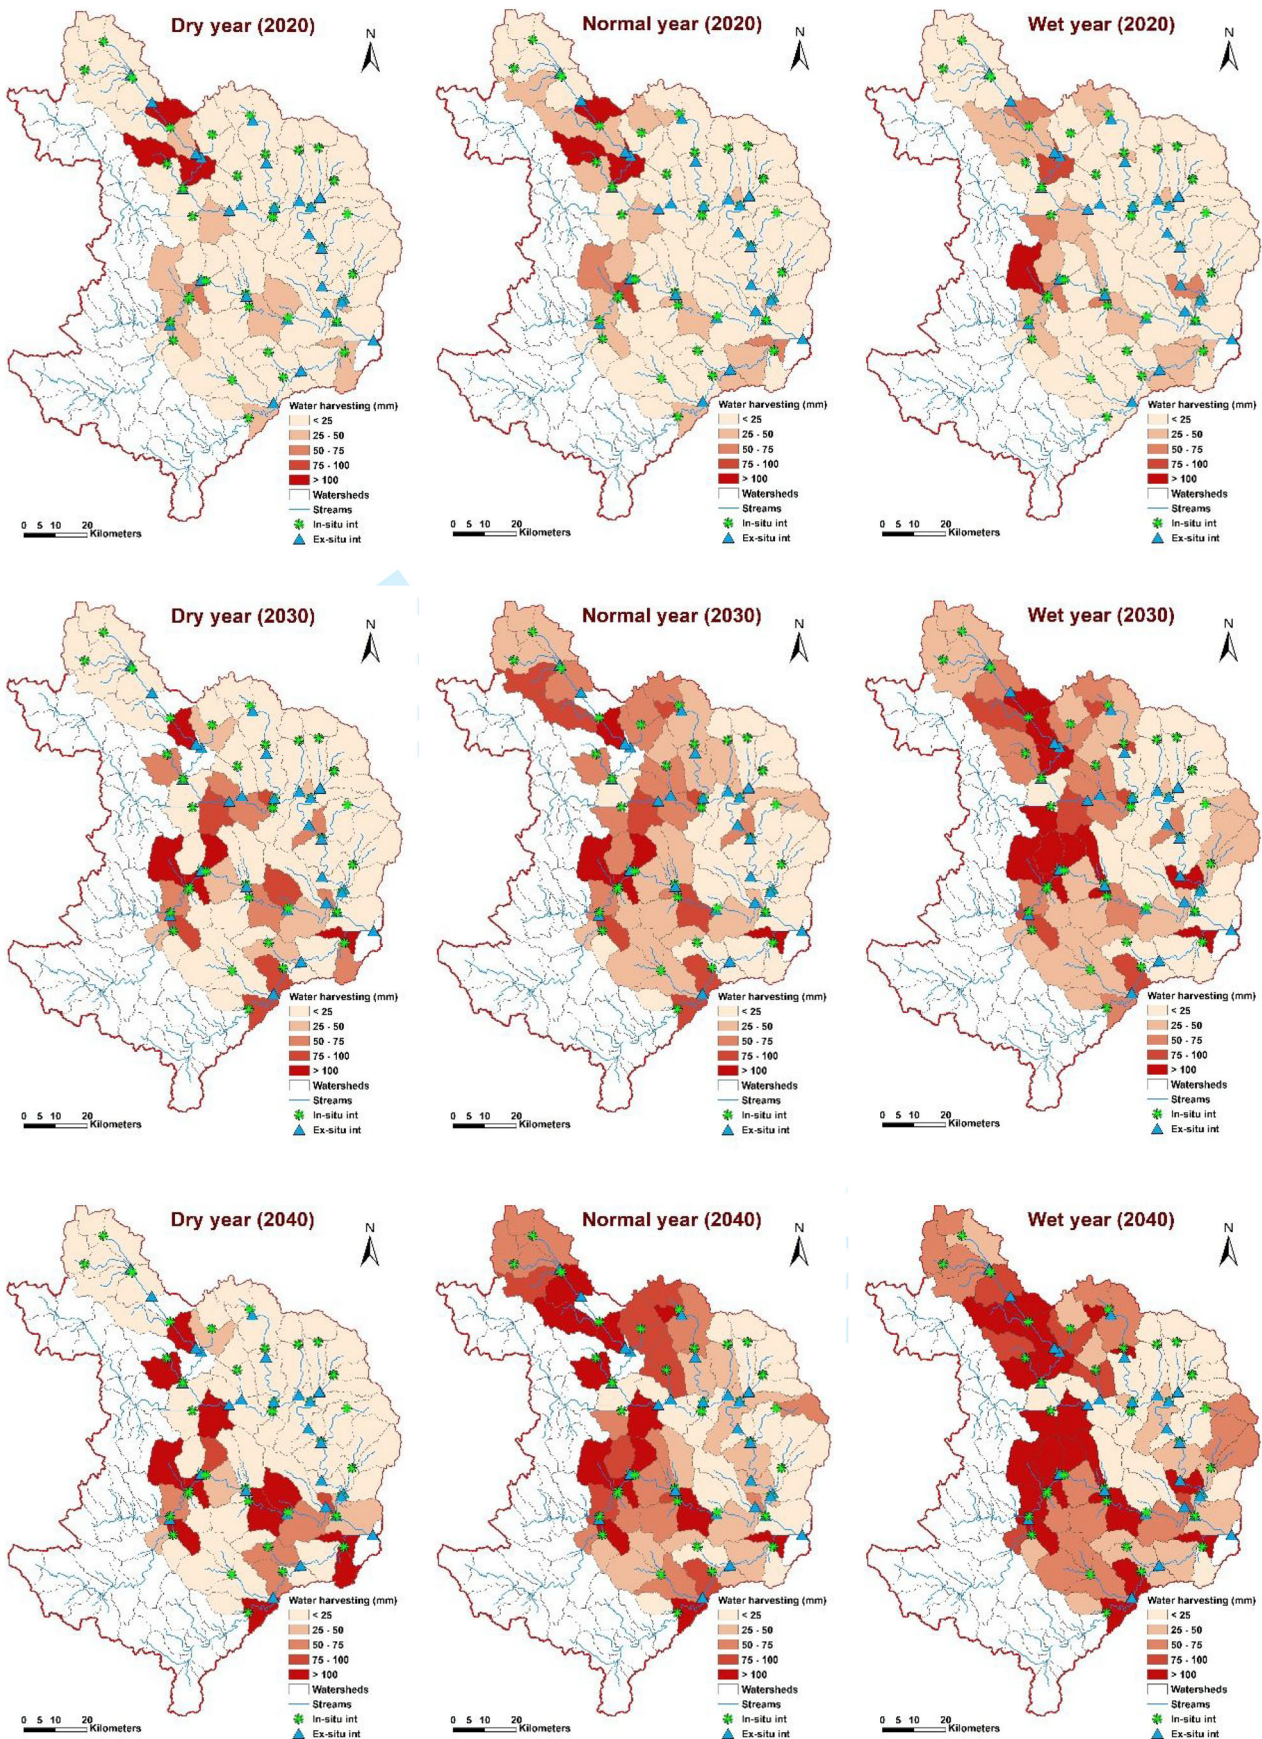 Dry year (2020)
N
Water harvesting (mm)
< 25
25 - 50
50 - 75
75 - 100
> 100
Watersheds
Streams
In-situ int
Ex-situ int
0 5 10 20
Kilometers
Normal year (2020)
N
Water harvesting (mm)
< 25
25 - 50
50 - 75
75 - 100
> 100
Watersheds
Streams
In-situ int
Ex-situ int
0 5 10 20
Kilometers
Wet year (2020)
N
Water harvesting (mm)
< 25
25 - 50
50 - 75
75 - 100
> 100
Watersheds
Streams
In-situ int
Ex-situ int
0 5 10 20
Kilometers
Dry year (2030)
N
Water harvesting (mm)
< 25
25 - 50
50 - 75
75 - 100
> 100
Watersheds
Streams
In-situ int
Ex-situ int
0 5 10 20
Kilometers
Normal year (2030)
N
Water harvesting (mm)
< 25
25 - 50
50 - 75
75 - 100
> 100
Watersheds
Streams
In-situ int
Ex-situ int
0 5 10 20
Kilometers
Wet year (2030)
N
Water harvesting (mm)
< 25
25 - 50
50 - 75
75 - 100
> 100
Watersheds
Streams
In-situ int
Ex-situ int
0 5 10 20
Kilometers
Dry year (2040)
N
Water harvesting (mm)
< 25
25 - 50
50 - 75
75 - 100
> 100
Watersheds
Streams
In-situ int
Ex-situ int
0 5 10 20
Kilometers
Normal year (2040)
N
Water harvesting (mm)
< 25
25 - 50
50 - 75
75 - 100
> 100
Watersheds
Streams
In-situ int
Ex-situ int
0 5 10 20
Kilometers
Wet year (2040)
N
Water harvesting (mm)
< 25
25 - 50
50 - 75
75 - 100
> 100
Watersheds
Streams
In-situ int
Ex-situ int
0 5 10 20
Kilometers